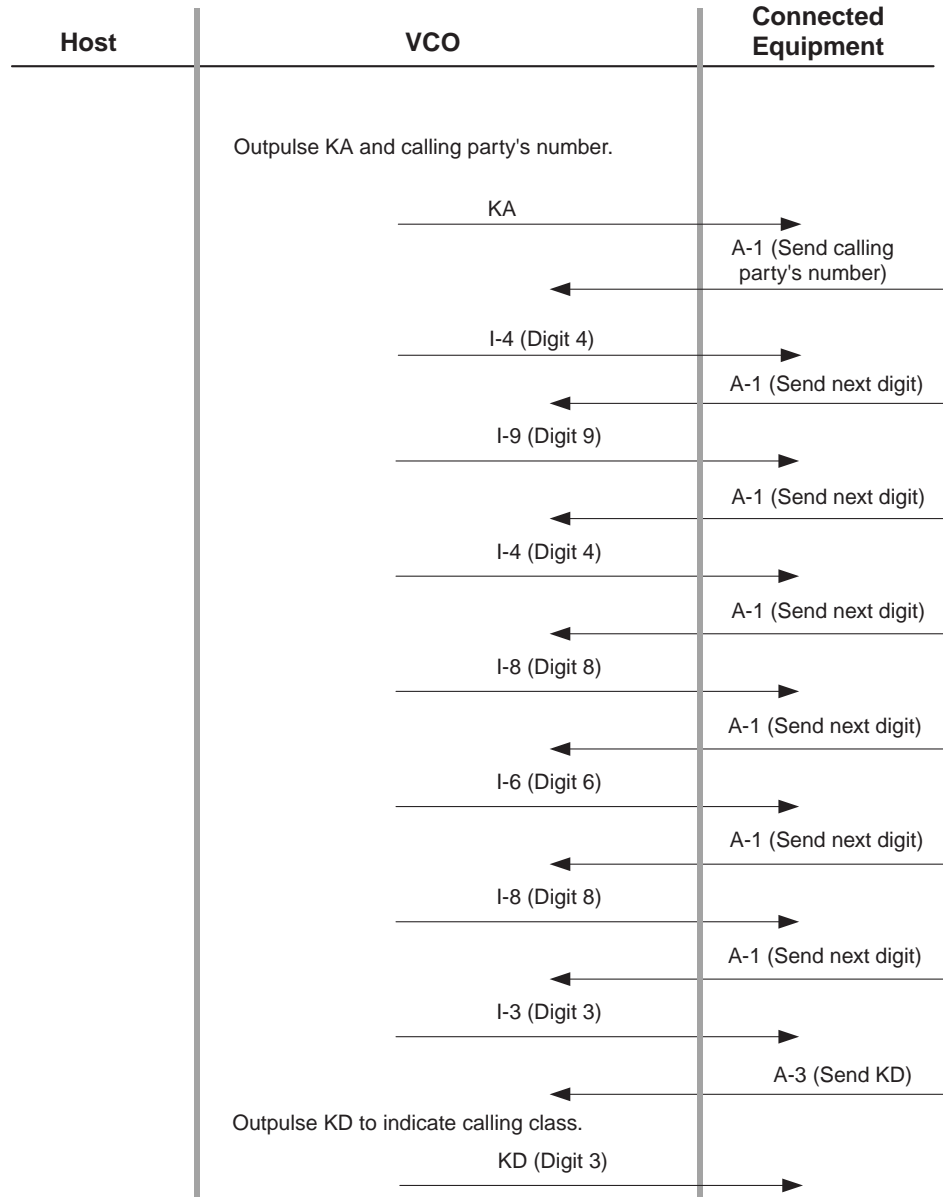 Host
VCO
Connected
Equipment
Outpulse KA and calling party's number.
KA
A-1 (Send calling
party's number)
I-4 (Digit 4)
A-1 (Send next digit)
I-9 (Digit 9)
A-1 (Send next digit)
I-4 (Digit 4)
A-1 (Send next digit)
I-8 (Digit 8)
A-1 (Send next digit)
I-6 (Digit 6)
A-1 (Send next digit)
I-8 (Digit 8)
A-1 (Send next digit)
I-3 (Digit 3)
A-3 (Send KD)
Outpulse KD to indicate calling class.
KD (Digit 3)